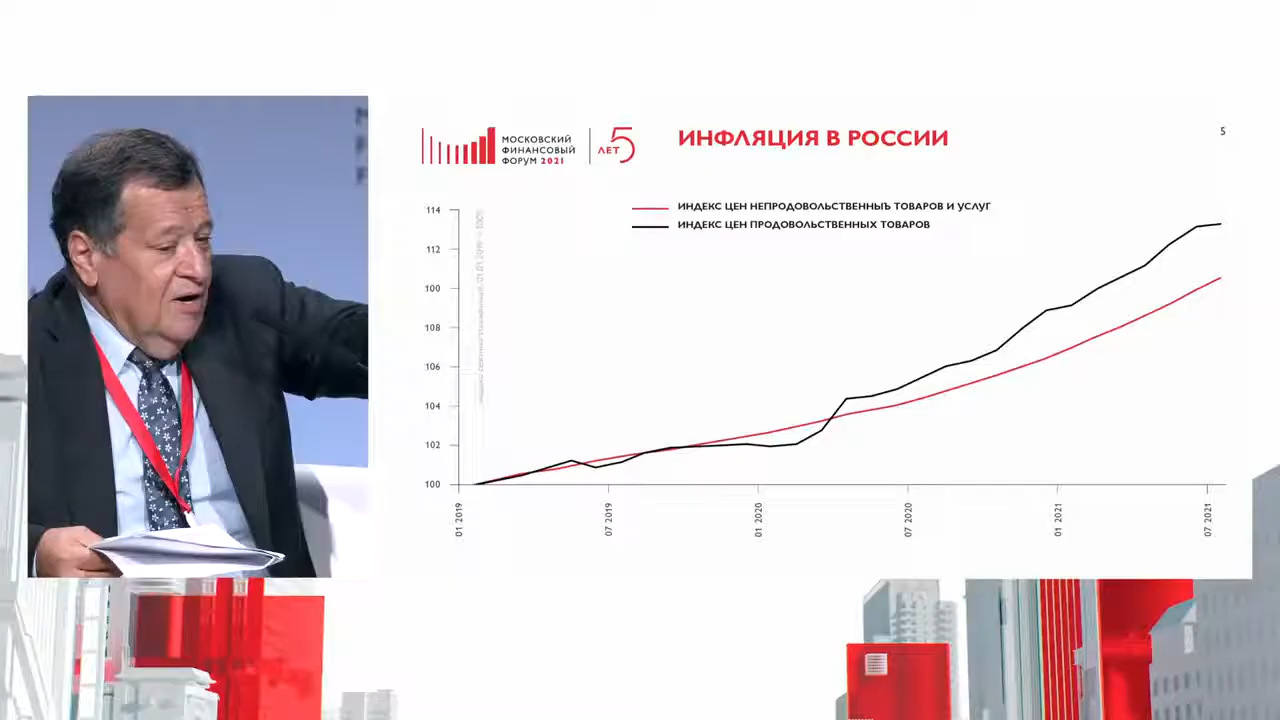 МОСКОВСКИЙ
ФИНАНСОВЫЙ
ФОРУМ 2021
5
ЛЕТ
ИНФЛЯЦИЯ В РОССИИ
5
ИНДЕКС ЦЕН НЕПРОДОВОЛЬСТВЕННЫЪ ТОВАРОВ И УСЛУГ
ИНДЕКС ЦЕН ПРОДОВОЛЬСТВЕННЫХ ТОВАРОВ
114
112
100
108
106
104
102
100
01 2019
07 2019
01 2020
07 2020
01 2021
07 2021